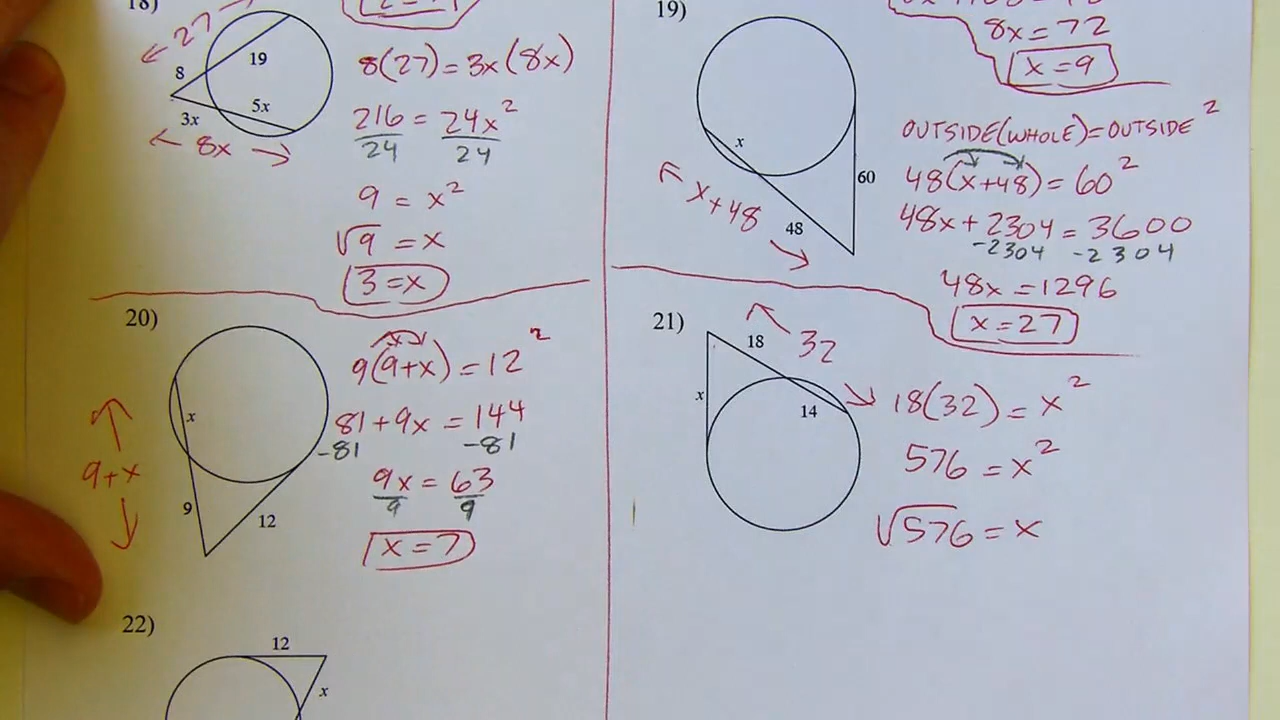 18)
27
8
19
5x
3x
8x
8(27)=3x(8x)
216 = 24x²
24 24
9 = x²
√9 = x
3=x
19)
x
60
x+48
48
8x=72
x=9
OUTSIDE(WHOLE)=OUTSIDE²
48(x+48)=60²
48x+2304=3600
-2304 -2304
48x=1296
x=27
20)
x
9+x
9
12
9(9+x)=12²
81+9x=144
-81 -81
9x=63
9 9
x=7
21)
18
32
x
14
18(32)=x²
576=x²
√576=x
22)
12
x